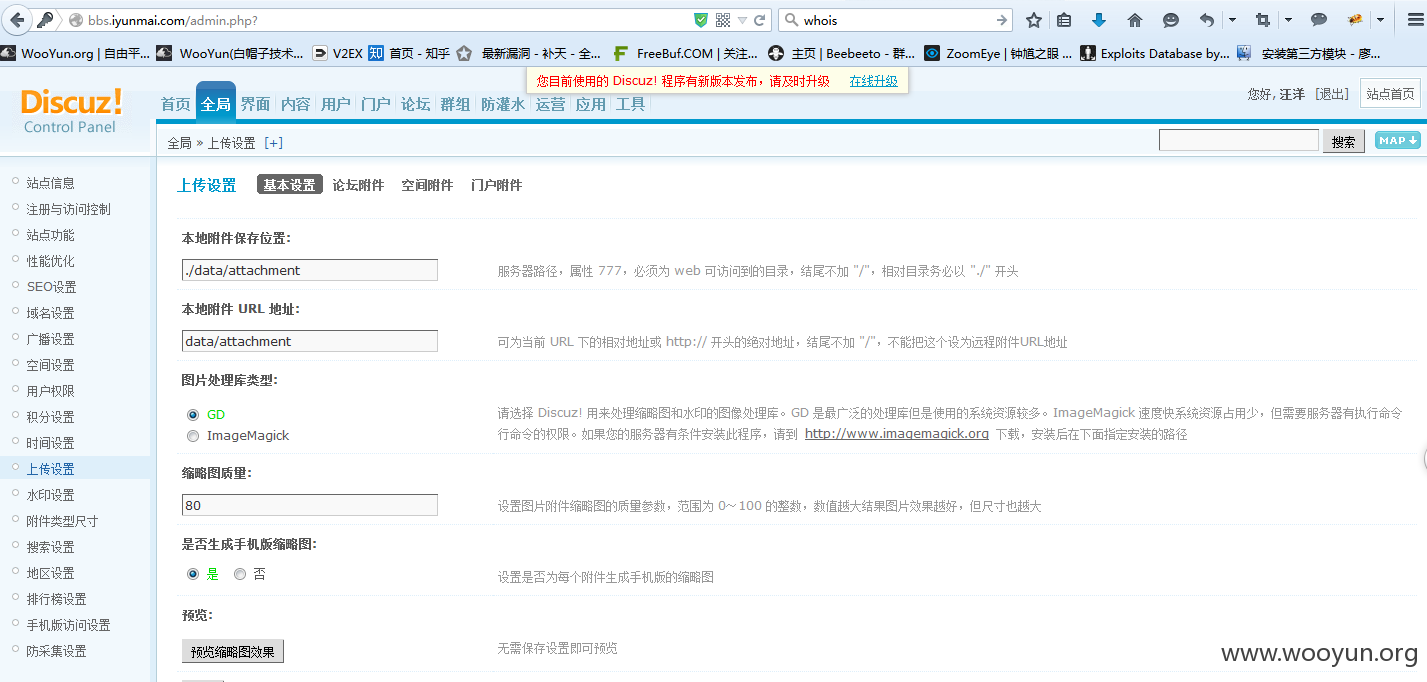 bbs.iyunmai.com/admin.php?
whois
WooYun.org | 自由平...
WooYun(白帽子技术...
V2EX
首页 - 知乎
最新漏洞 - 补天 - 全...
FreeBuf.COM | 关注...
主页 | Beebeeto - 群...
ZoomEye | 钟馗之眼 ...
Exploits Database by...
安装第三方模块 - 廖...
您目前使用的 Discuz! 程序有新版本发布，请及时升级 在线升级
Discuz!
Control Panel
首页 全局 界面 内容 用户 门户 论坛 群组 防灌水 运营 应用 工具
您好, 汪洋 [退出] 站点首页
全局 » 上传设置 [+]
搜索
MAP
站点信息
注册与访问控制
站点功能
性能优化
SEO设置
域名设置
广播设置
空间设置
用户权限
积分设置
时间设置
上传设置
水印设置
附件类型尺寸
搜索设置
地区设置
排行榜设置
手机版访问设置
防采集设置
上传设置 基本设置 论坛附件 空间附件 门户附件
本地附件保存位置:
./data/attachment
服务器路径，属性 777，必须为 web 可访问到的目录，结尾不加 "/"，相对目录务必以 "./" 开头
本地附件 URL 地址:
data/attachment
可为当前 URL 下的相对地址或 http:// 开头的绝对地址，结尾不加 "/"，不能把这个设为远程附件URL地址
图片处理库类型:
GD
ImageMagick
请选择 Discuz! 用来处理缩略图和水印的图像处理库。GD 是最广泛的处理库但是使用的系统资源较多。ImageMagick 速度快系统资源占用少，但需要服务器有执行命令
行命令的权限。如果您的服务器有条件安装此程序，请到 http://www.imagemagick.org 下载，安装后在下面指定安装的路径
缩略图质量:
80
设置图片附件缩略图的质量参数，范围为 0～100 的整数，数值越大结果图片效果越好，但尺寸也越大
是否生成手机版缩略图:
是 否
设置是否为每个附件生成手机版的缩略图
预览:
预览缩略图效果
无需保存设置即可预览
www.wooyun.org